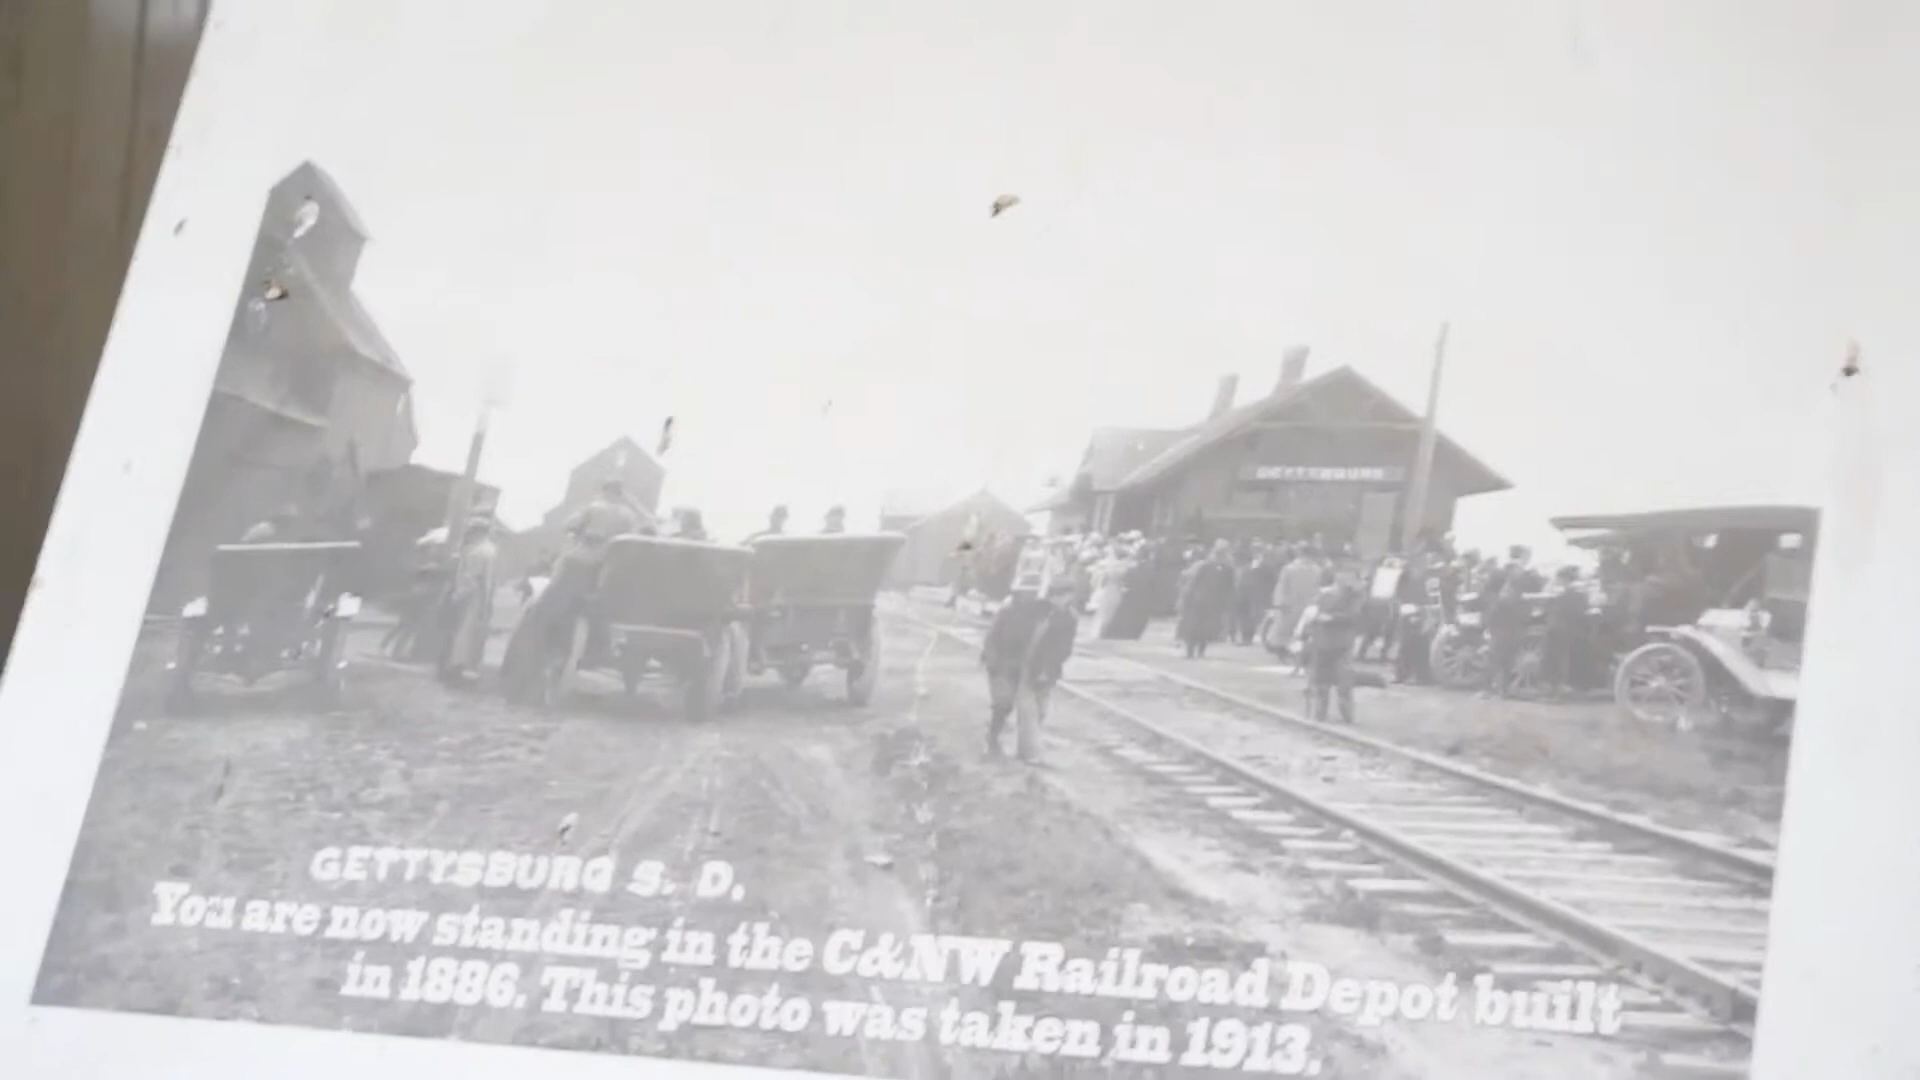 GETTYSBURG
GETTYSBURG S. D.
You are now standing in the C&NW Railroad Depot built
in 1886. This photo was taken in 1913.